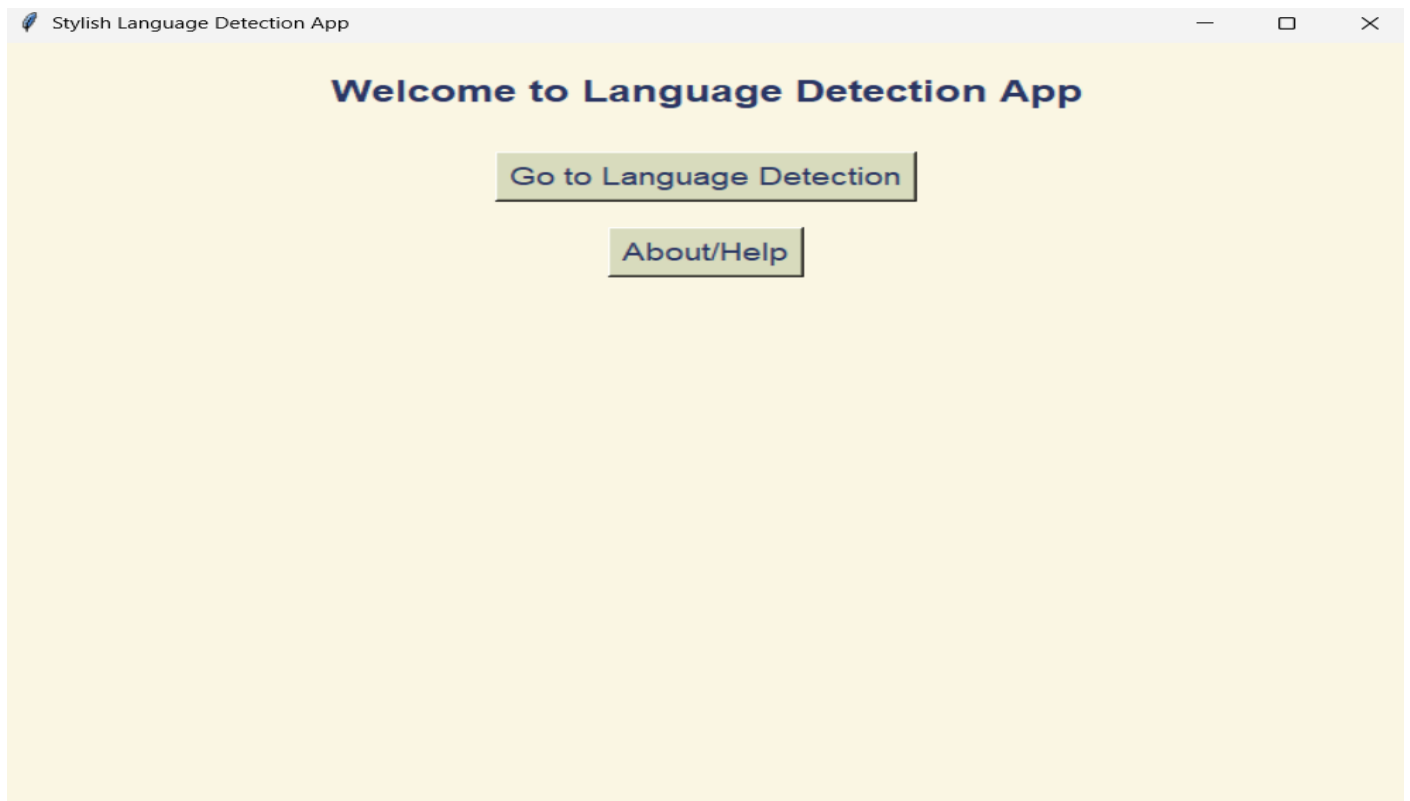 Stylish Language Detection App
Welcome to Language Detection App
Go to Language Detection
About/Help